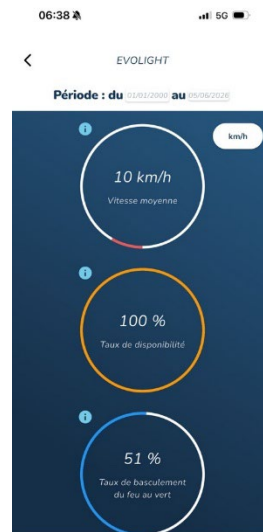 06:38 5G
EVOLIGHT
Période : du 01/01/2000 au 05/06/2026
km/h
10 km/h
Vitesse moyenne
100 %
Taux de disponibilité
51 %
Taux de basculement
du feu au vert